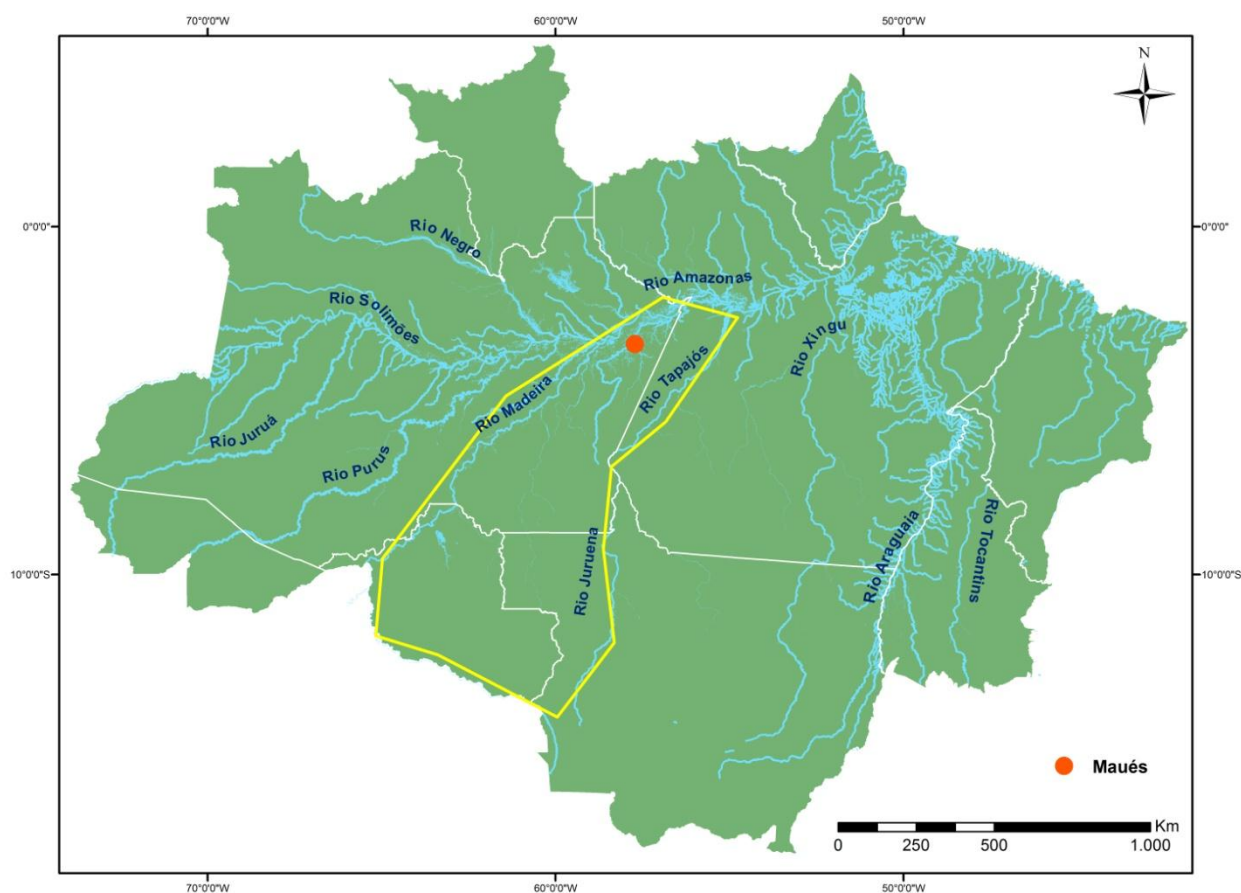 70°0'0"W
60°0'0"W
50°0'0"W
N
0°0'0"
0°0'0"
Rio Negro
Rio Amazonas
Rio Solimões
Rio Xingu
Rio Tapajós
Rio Madeira
Rio Juruá
Rio Purus
Rio Juruena
Rio Araguaia
Rio Tocantins
10°0'0"S
10°0'0"S
Maués
Km
0 250 500 1.000
70°0'0"W
60°0'0"W
50°0'0"W